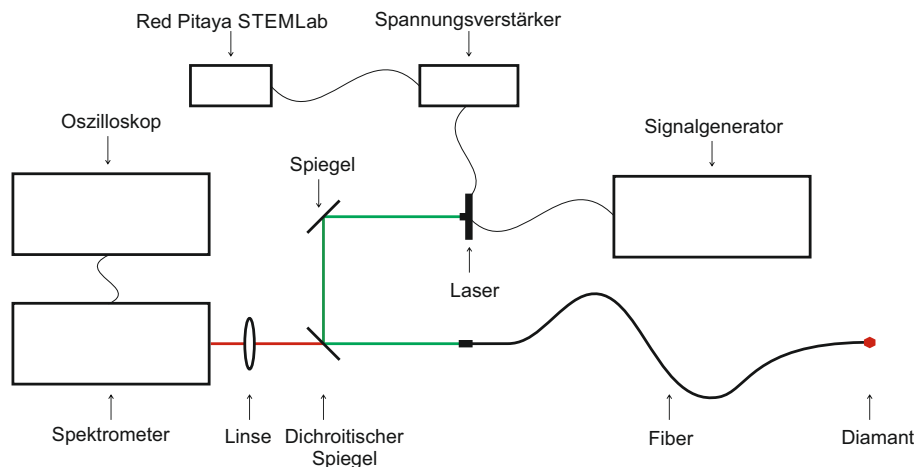 Red Pitaya STEMLab
Spannungsverstärker
Oszilloskop
Signalgenerator
Spiegel
Laser
Spektrometer
Linse
Dichroitischer
Spiegel
Fiber
Diamant